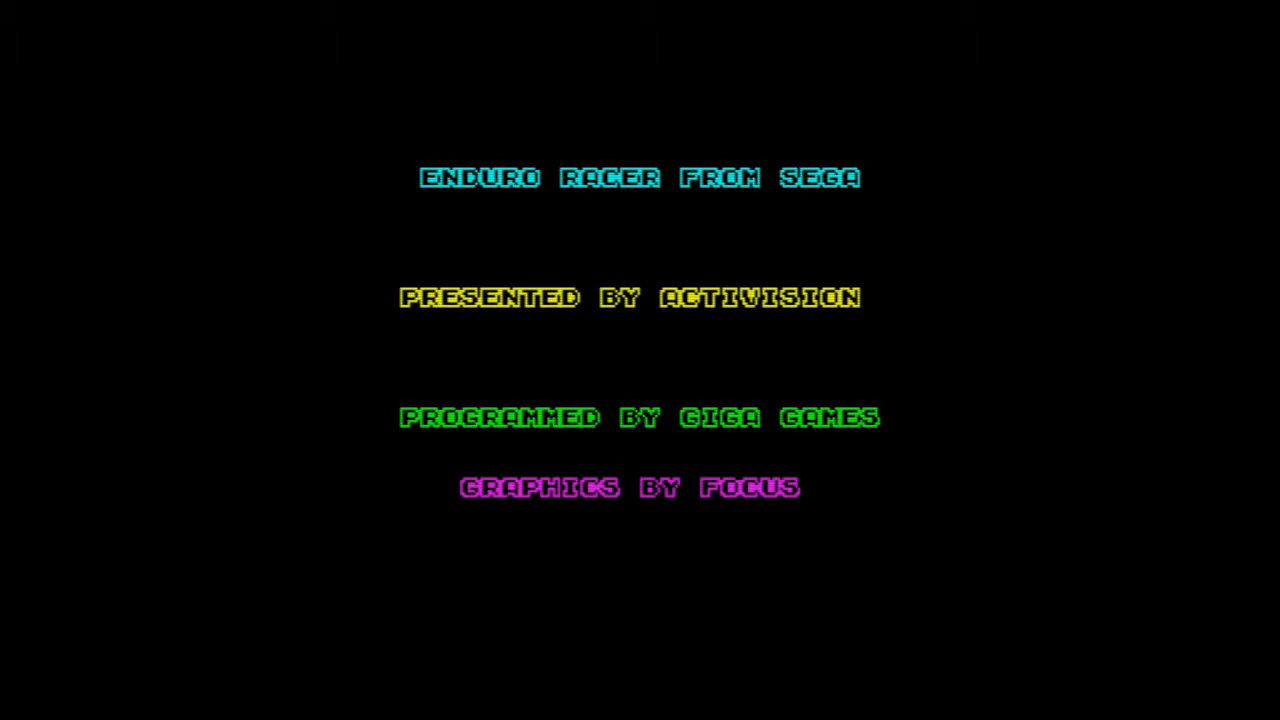 ENDURO RACER FROM SEGA
PRESENTED BY ACTIVISION
PROGRAMMED BY GIGA GAMES
GRAPHICS BY FOCUS